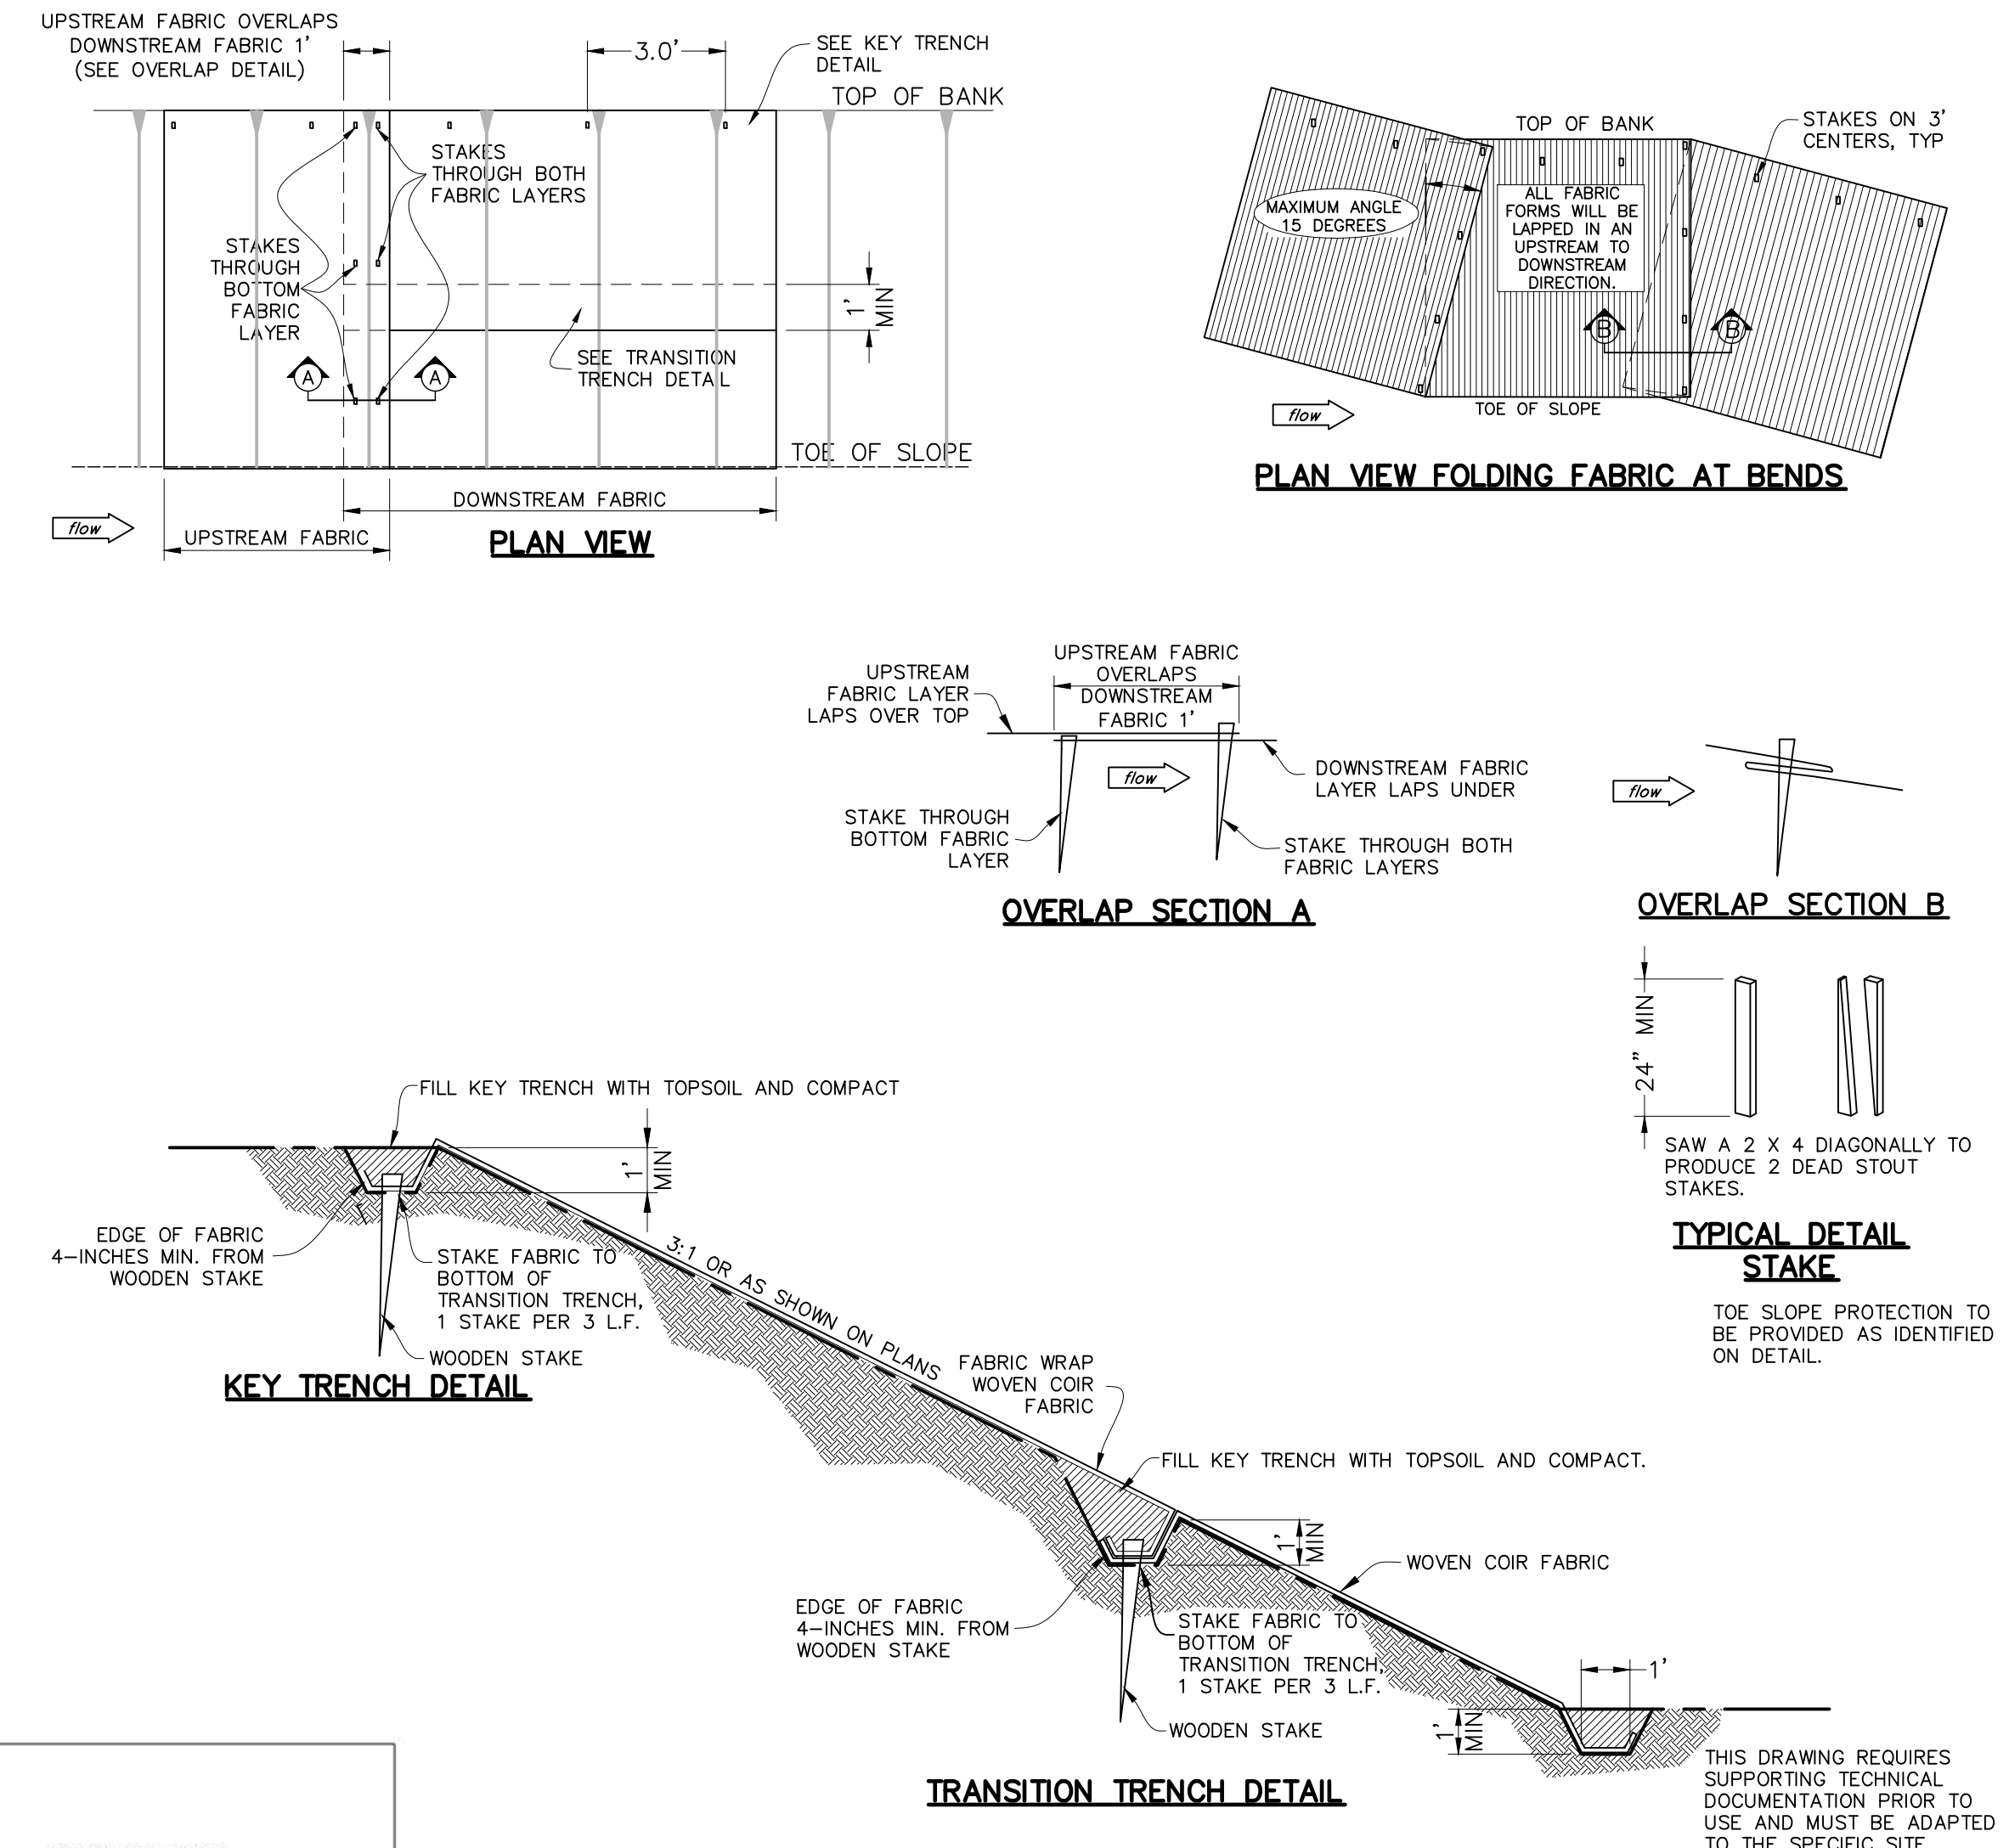 UPSTREAM FABRIC OVERLAPS
DOWNSTREAM FABRIC 1'
(SEE OVERLAP DETAIL)
3.0'
SEE KEY TRENCH
DETAIL
TOP OF BANK
STAKES
THROUGH BOTH
FABRIC LAYERS
STAKES
THROUGH
BOTTOM
FABRIC
LAYER
1'
MIN
SEE TRANSITION
TRENCH DETAIL
A
A
TOE OF SLOPE
DOWNSTREAM FABRIC
flow
UPSTREAM FABRIC
PLAN VIEW
TOP OF BANK
STAKES ON 3'
CENTERS, TYP
MAXIMUM ANGLE
15 DEGREES
ALL FABRIC
FORMS WILL BE
LAPPED IN AN
UPSTREAM TO
DOWNSTREAM
DIRECTION.
B
B
flow
TOE OF SLOPE
PLAN VIEW FOLDING FABRIC AT BENDS
UPSTREAM
FABRIC LAYER
LAPS OVER TOP
UPSTREAM FABRIC
OVERLAPS
DOWNSTREAM
FABRIC 1'
flow
DOWNSTREAM FABRIC
LAYER LAPS UNDER
STAKE THROUGH
BOTTOM FABRIC
LAYER
STAKE THROUGH BOTH
FABRIC LAYERS
OVERLAP SECTION A
flow
OVERLAP SECTION B
24" MIN
SAW A 2 X 4 DIAGONALLY TO
PRODUCE 2 DEAD STOUT
STAKES.
TYPICAL DETAIL
STAKE
TOE SLOPE PROTECTION TO
BE PROVIDED AS IDENTIFIED
ON DETAIL.
FILL KEY TRENCH WITH TOPSOIL AND COMPACT
1'
MIN
EDGE OF FABRIC
4-INCHES MIN. FROM
WOODEN STAKE
STAKE FABRIC TO
BOTTOM OF
TRANSITION TRENCH,
1 STAKE PER 3 L.F.
WOODEN STAKE
KEY TRENCH DETAIL
3:1 OR AS SHOWN ON PLANS
FABRIC WRAP
WOVEN COIR
FABRIC
FILL KEY TRENCH WITH TOPSOIL AND COMPACT.
1'
MIN
WOVEN COIR FABRIC
EDGE OF FABRIC
4-INCHES MIN. FROM
WOODEN STAKE
STAKE FABRIC TO
BOTTOM OF
TRANSITION TRENCH,
1 STAKE PER 3 L.F.
WOODEN STAKE
1'
1'
MIN
TRANSITION TRENCH DETAIL
THIS DRAWING REQUIRES
SUPPORTING TECHNICAL
DOCUMENTATION PRIOR TO
USE AND MUST BE ADAPTED
TO THE SPECIFIC SITE